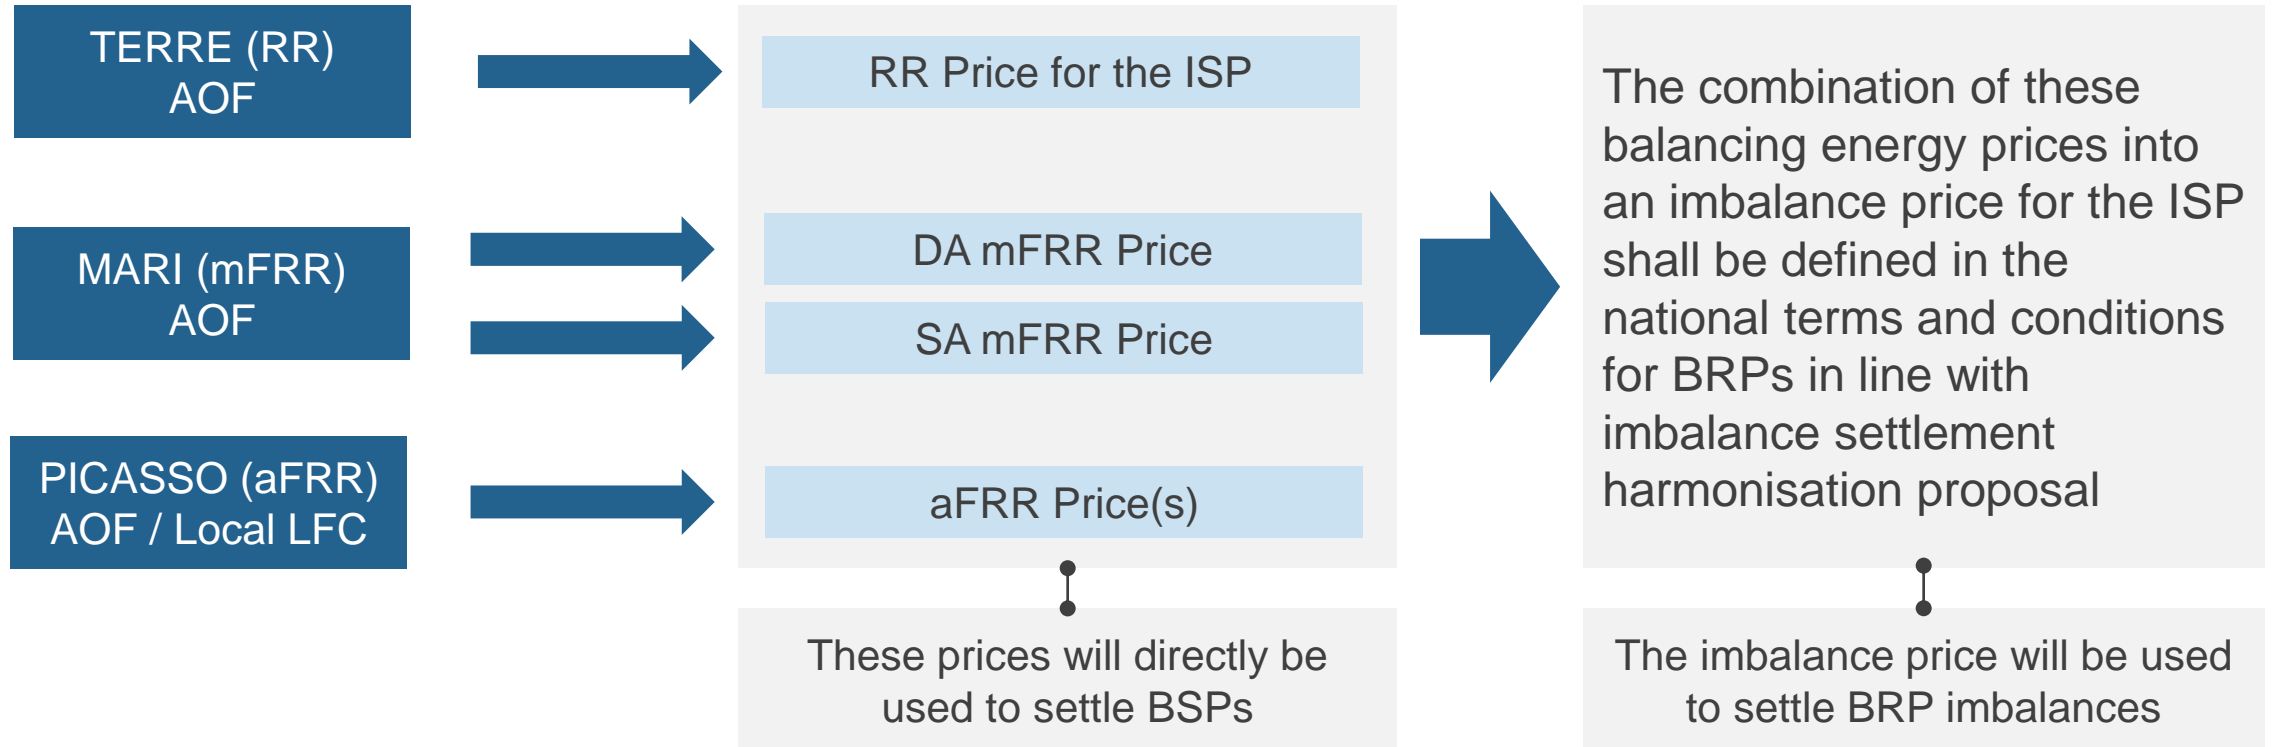 TERRE (RR)
AOF
RR Price for the ISP
MARI (mFRR)
AOF
DA mFRR Price
SA mFRR Price
PICASSO (aFRR)
AOF / Local LFC
aFRR Price(s)
These prices will directly be
used to settle BSPs
The combination of these
balancing energy prices into
an imbalance price for the ISP
shall be defined in the
national terms and conditions
for BRPs in line with
imbalance settlement
harmonisation proposal
The imbalance price will be used
to settle BRP imbalances